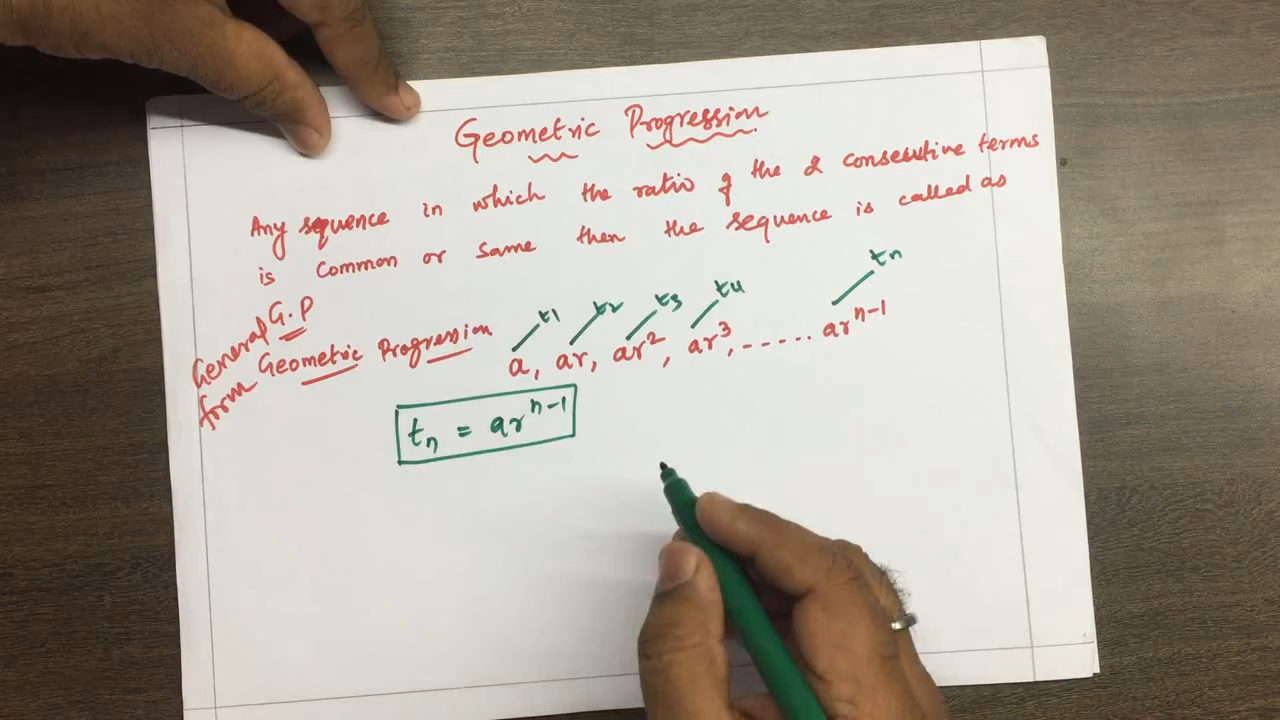 Geometric Progression
Any sequence in which the ratio of the 2 consecutive terms
is common or same then the sequence is called as
General G.P
form Geometric Progression
t1 t2 t3 t4 tn
a, ar, ar², ar³, ------ arⁿ⁻¹
tₙ = arⁿ⁻¹